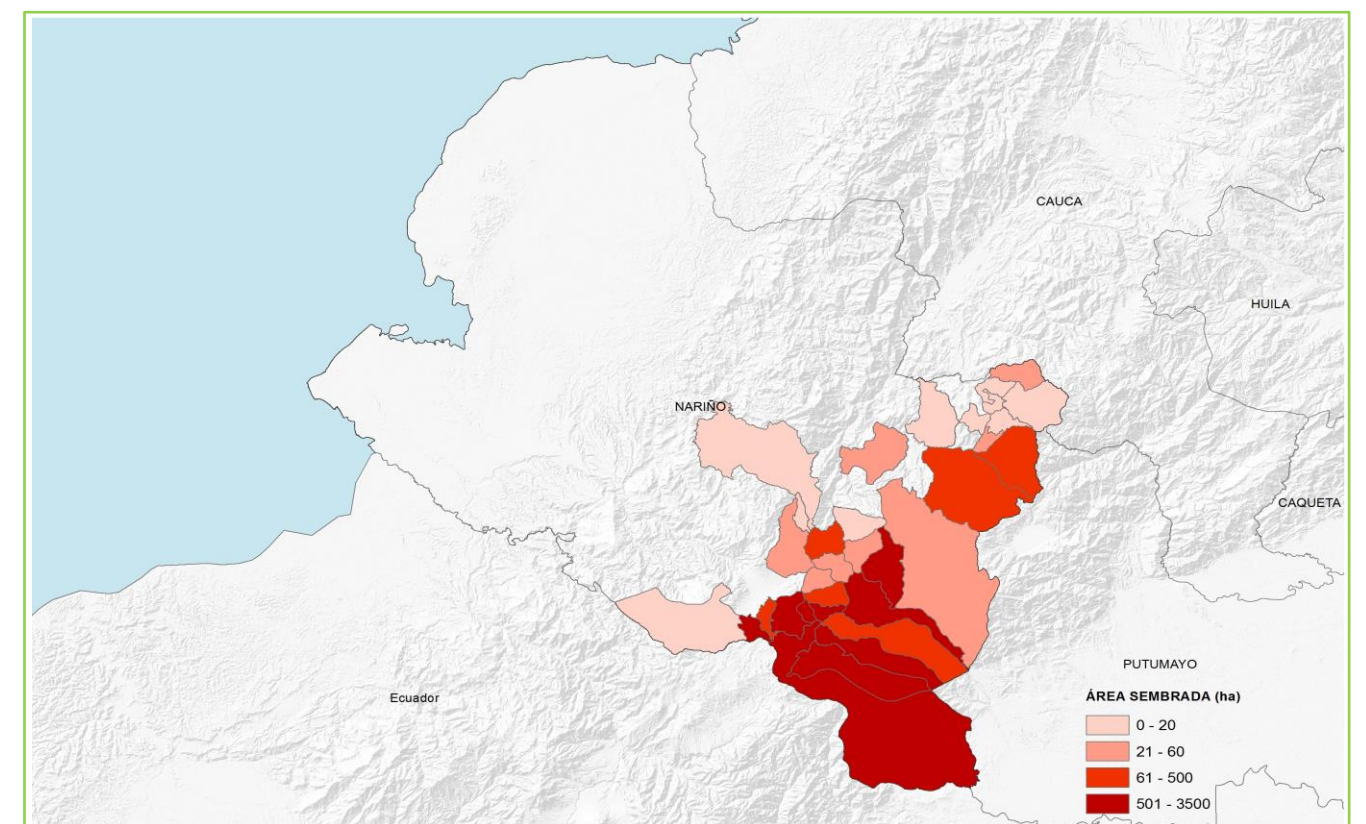 CAUCA
HUILA
NARIÑO
CAQUETA
PUTUMAYO
Ecuador
ÁREA SEMBRADA (ha)
0 - 20
21 - 60
61 - 500
501 - 3500